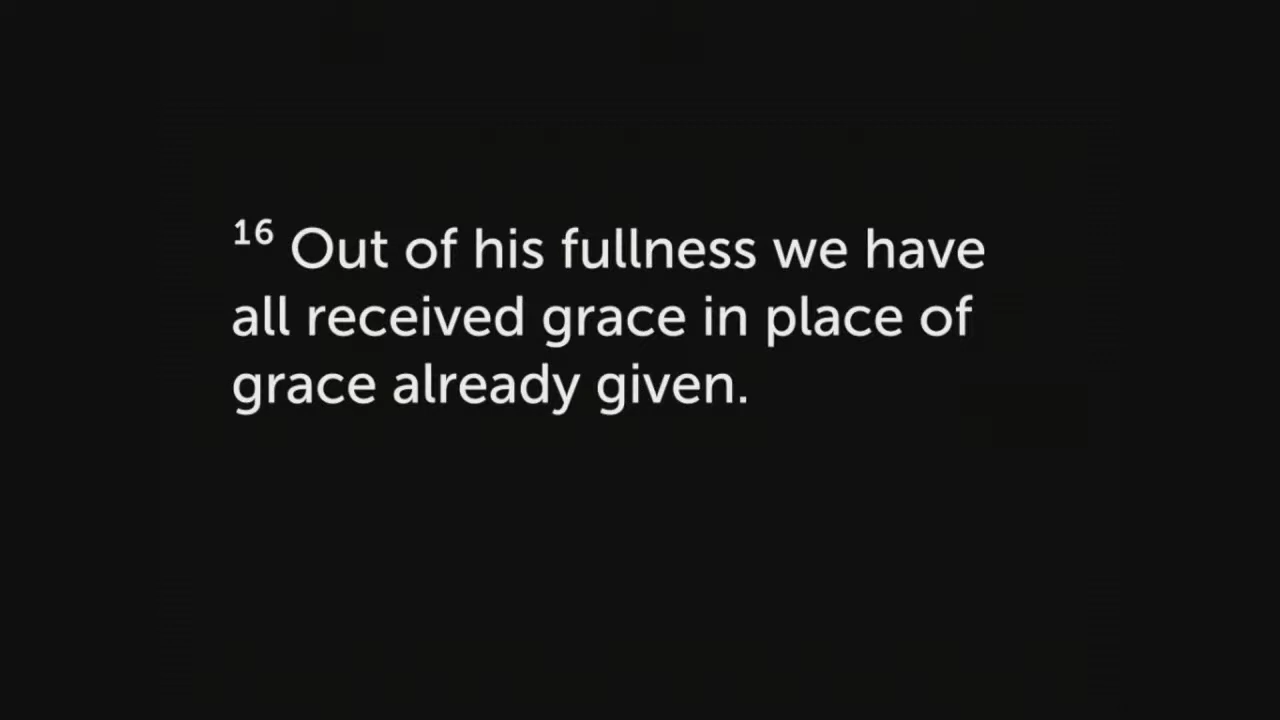 16 Out of his fullness we have
all received grace in place of
grace already given.